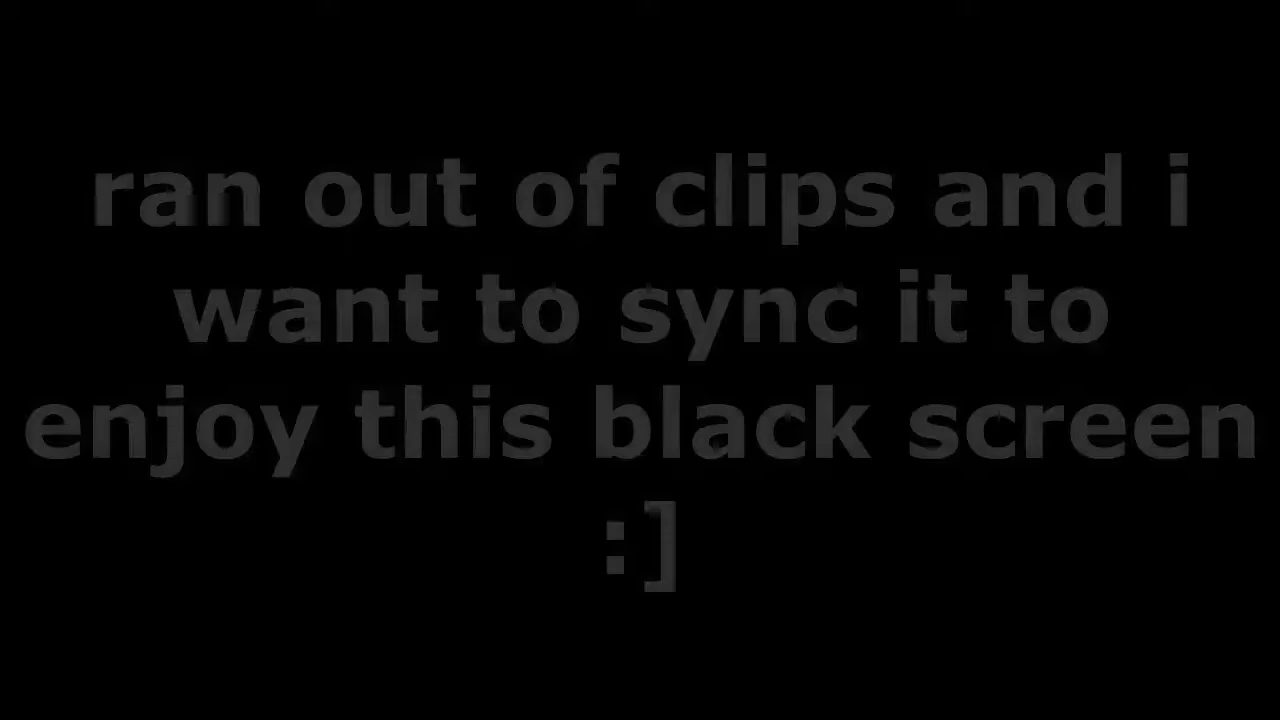 ran out of clips and i
want to sync it to
enjoy this black screen
:]